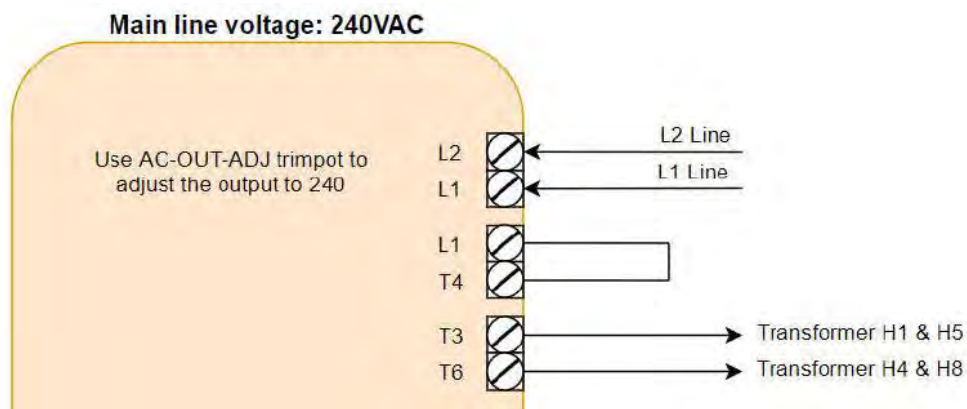 Main line voltage: 240VAC
Use AC-OUT-ADJ trimpot to
adjust the output to 240
L2
L2 Line
L1
L1 Line
L1
T4
T3
Transformer H1 & H5
T6
Transformer H4 & H8